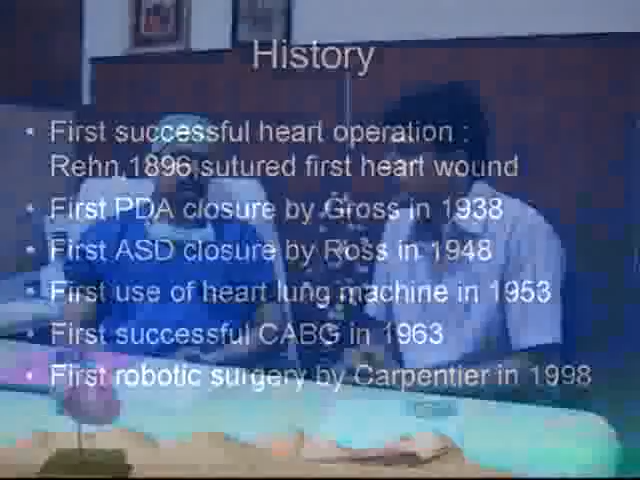 History
• First successful heart operation :
Rehn,1896,sutured first heart wound
• First PDA closure by Gross in 1938
• First ASD closure by Ross in 1948
• First use of heart lung machine in 1953
• First successful CABG in 1963
• First robotic surgery by Carpentier in 1998